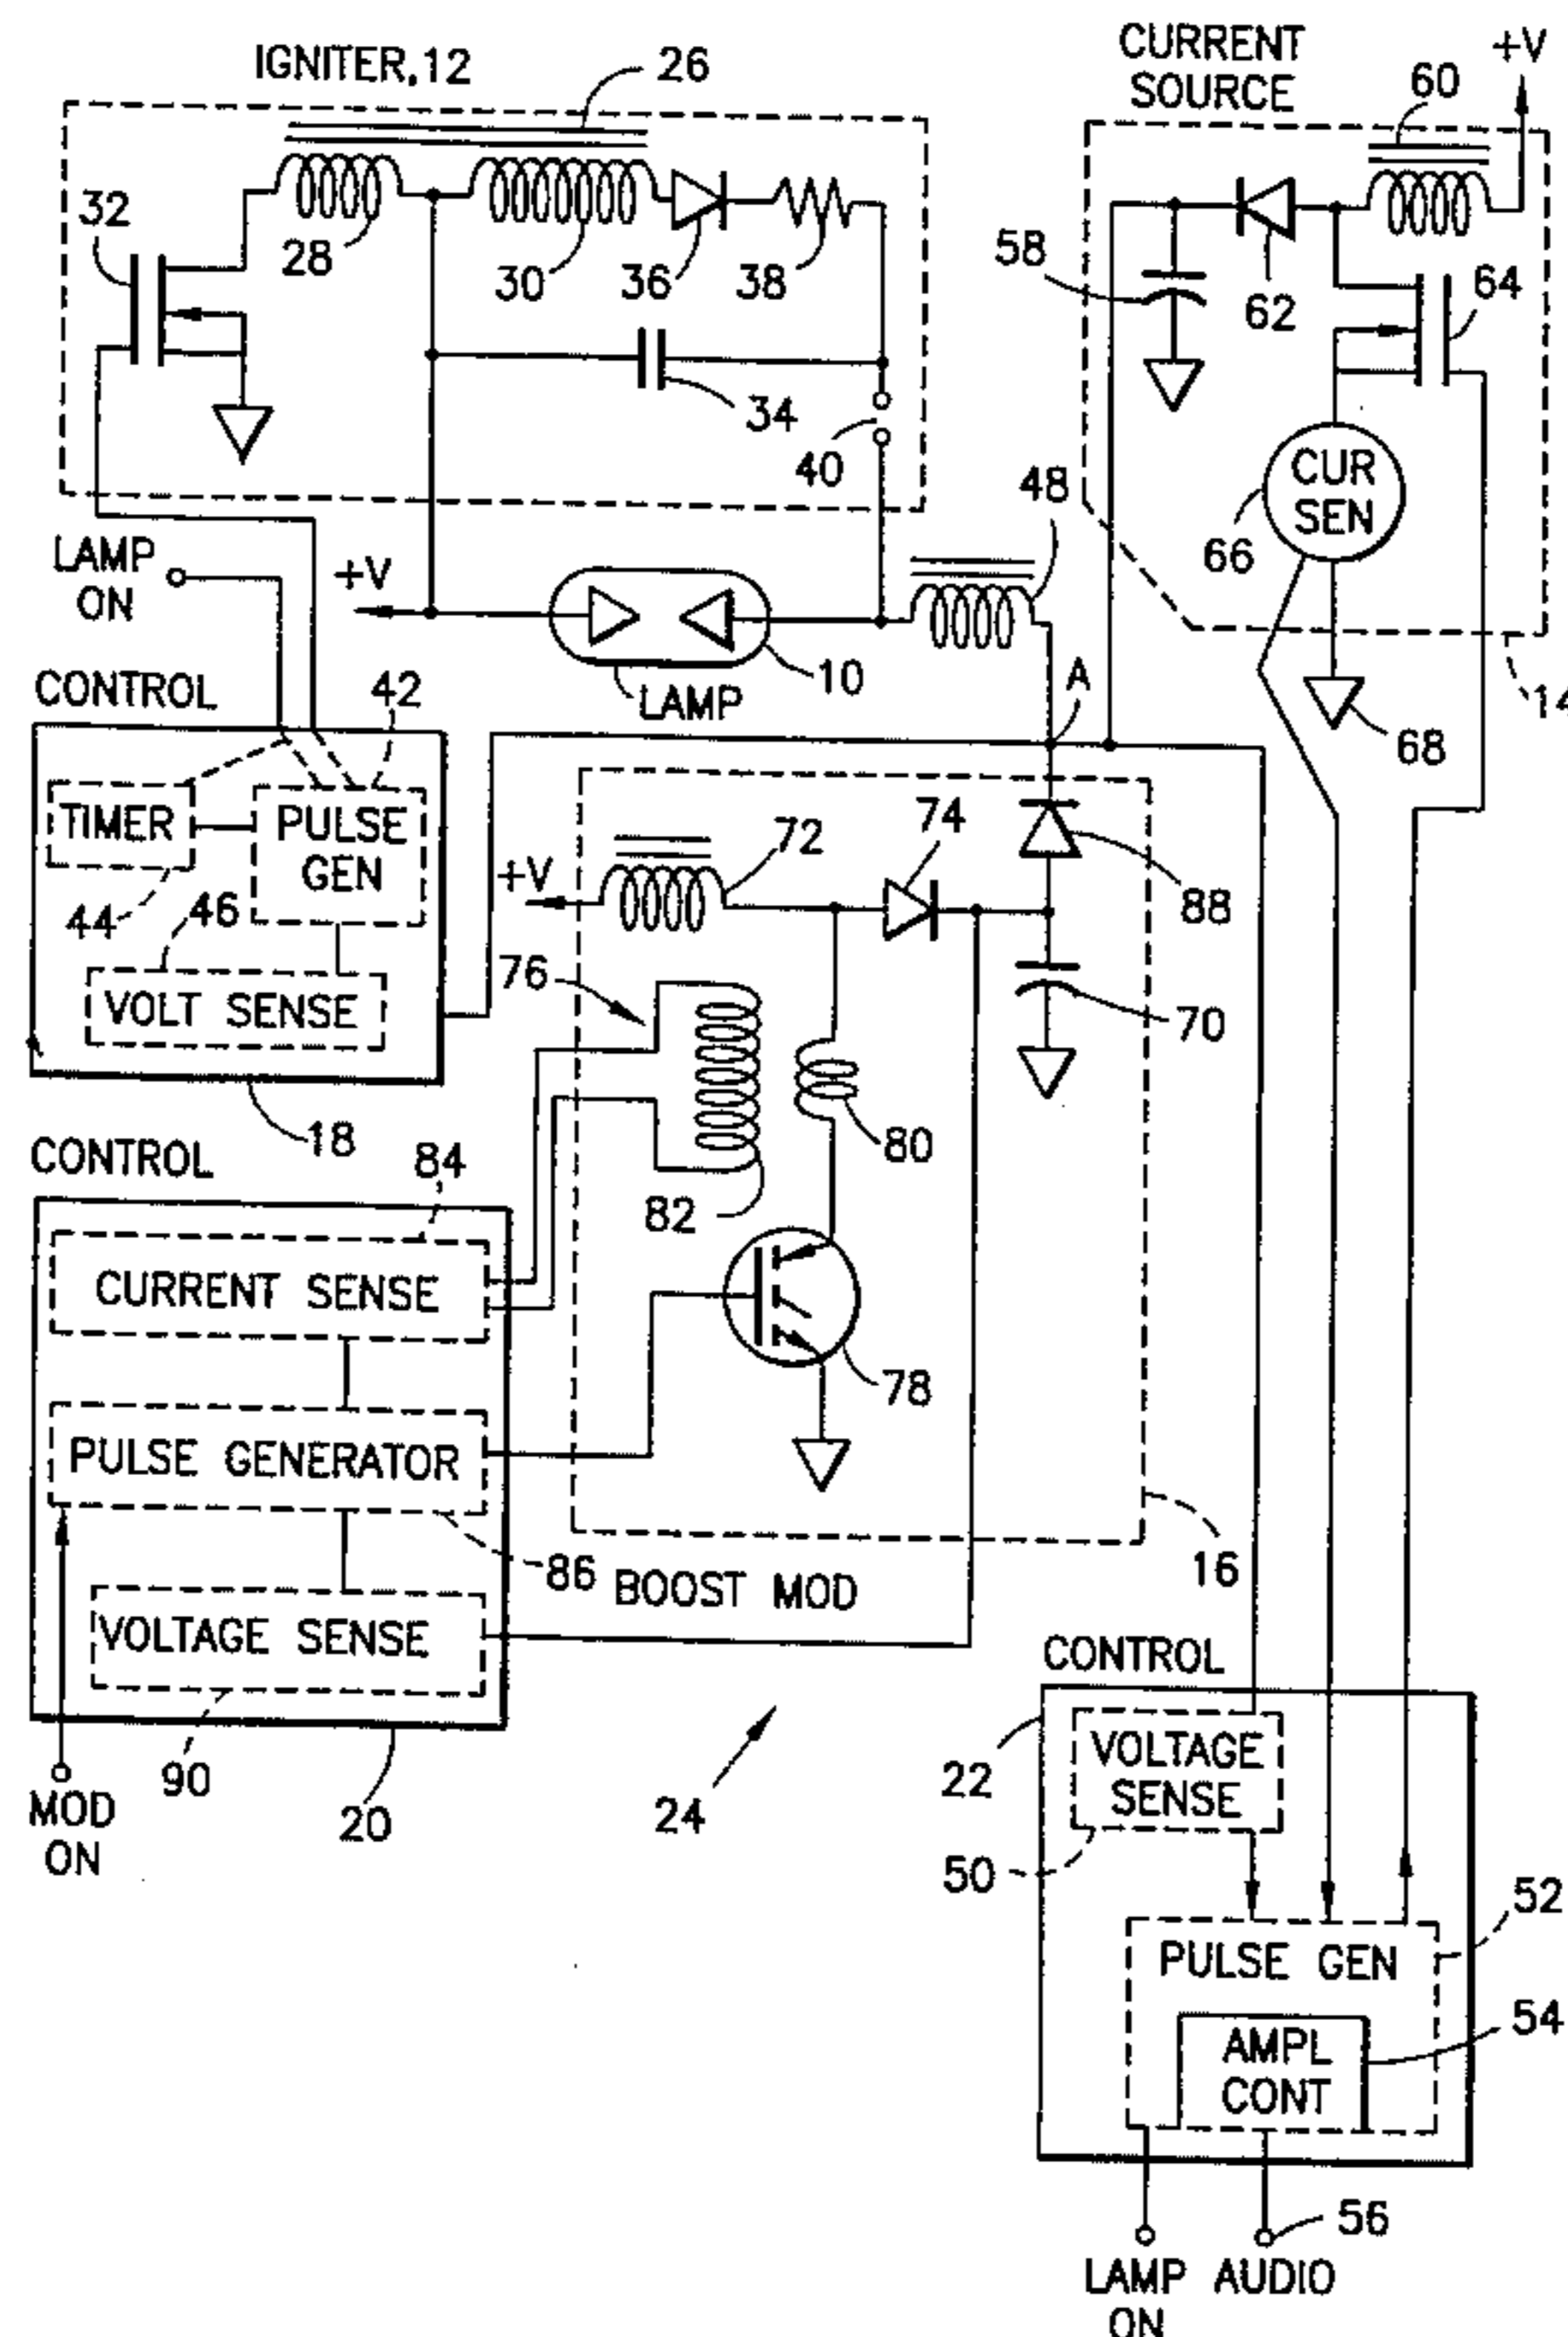 IGNITER, 12
26
CURRENT
SOURCE
+V
60
32
28
30
36
38
58
62
64
34
40
CUR
SEN
66
48
LAMP
ON
+V
10
LAMP
A
14
68
CONTROL
42
TIMER
PULSE
GEN
44
46
VOLT SENSE
18
+V
72
74
88
76
70
80
82
78
CONTROL
84
CURRENT SENSE
PULSE GENERATOR
86
BOOST MOD
16
VOLTAGE SENSE
90
20
MOD
ON
24
CONTROL
22
VOLTAGE
SENSE
50
52
PULSE GEN
54
AMPL
CONT
56
LAMP AUDIO
ON